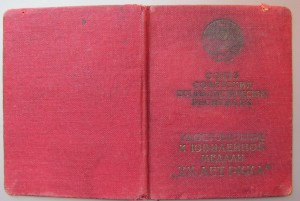 СОЮЗ
СОВЕТСКИХ
СОЦИАЛИСТИЧЕСКИХ
РЕСПУБЛИК
УДОСТОВЕРЕНИЕ
К ЮБИЛЕЙНОЙ
МЕДАЛИ
„XX ЛЕТ РККА"